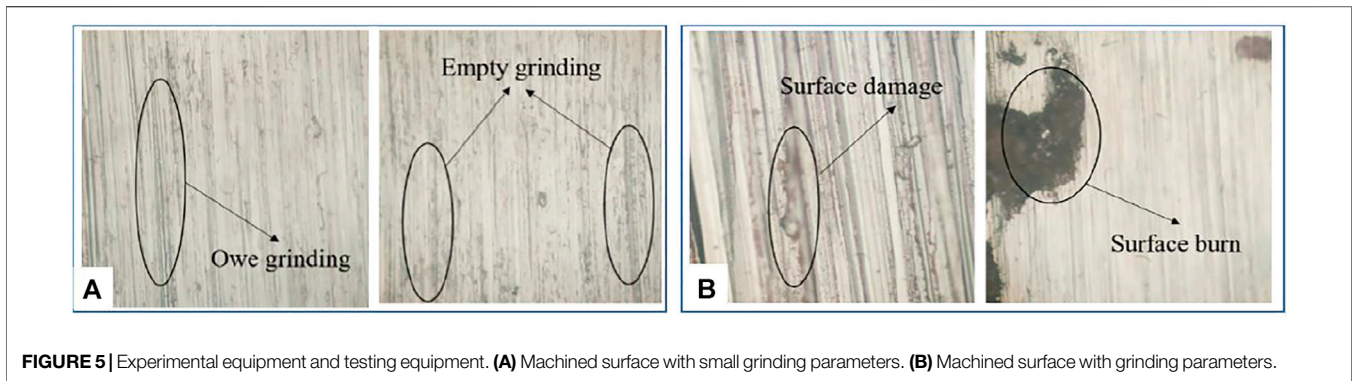 Empty grinding
Owe grinding
A
Surface damage
Surface burn
B
FIGURE 5 | Experimental equipment and testing equipment. (A) Machined surface with small grinding parameters. (B) Machined surface with grinding parameters.